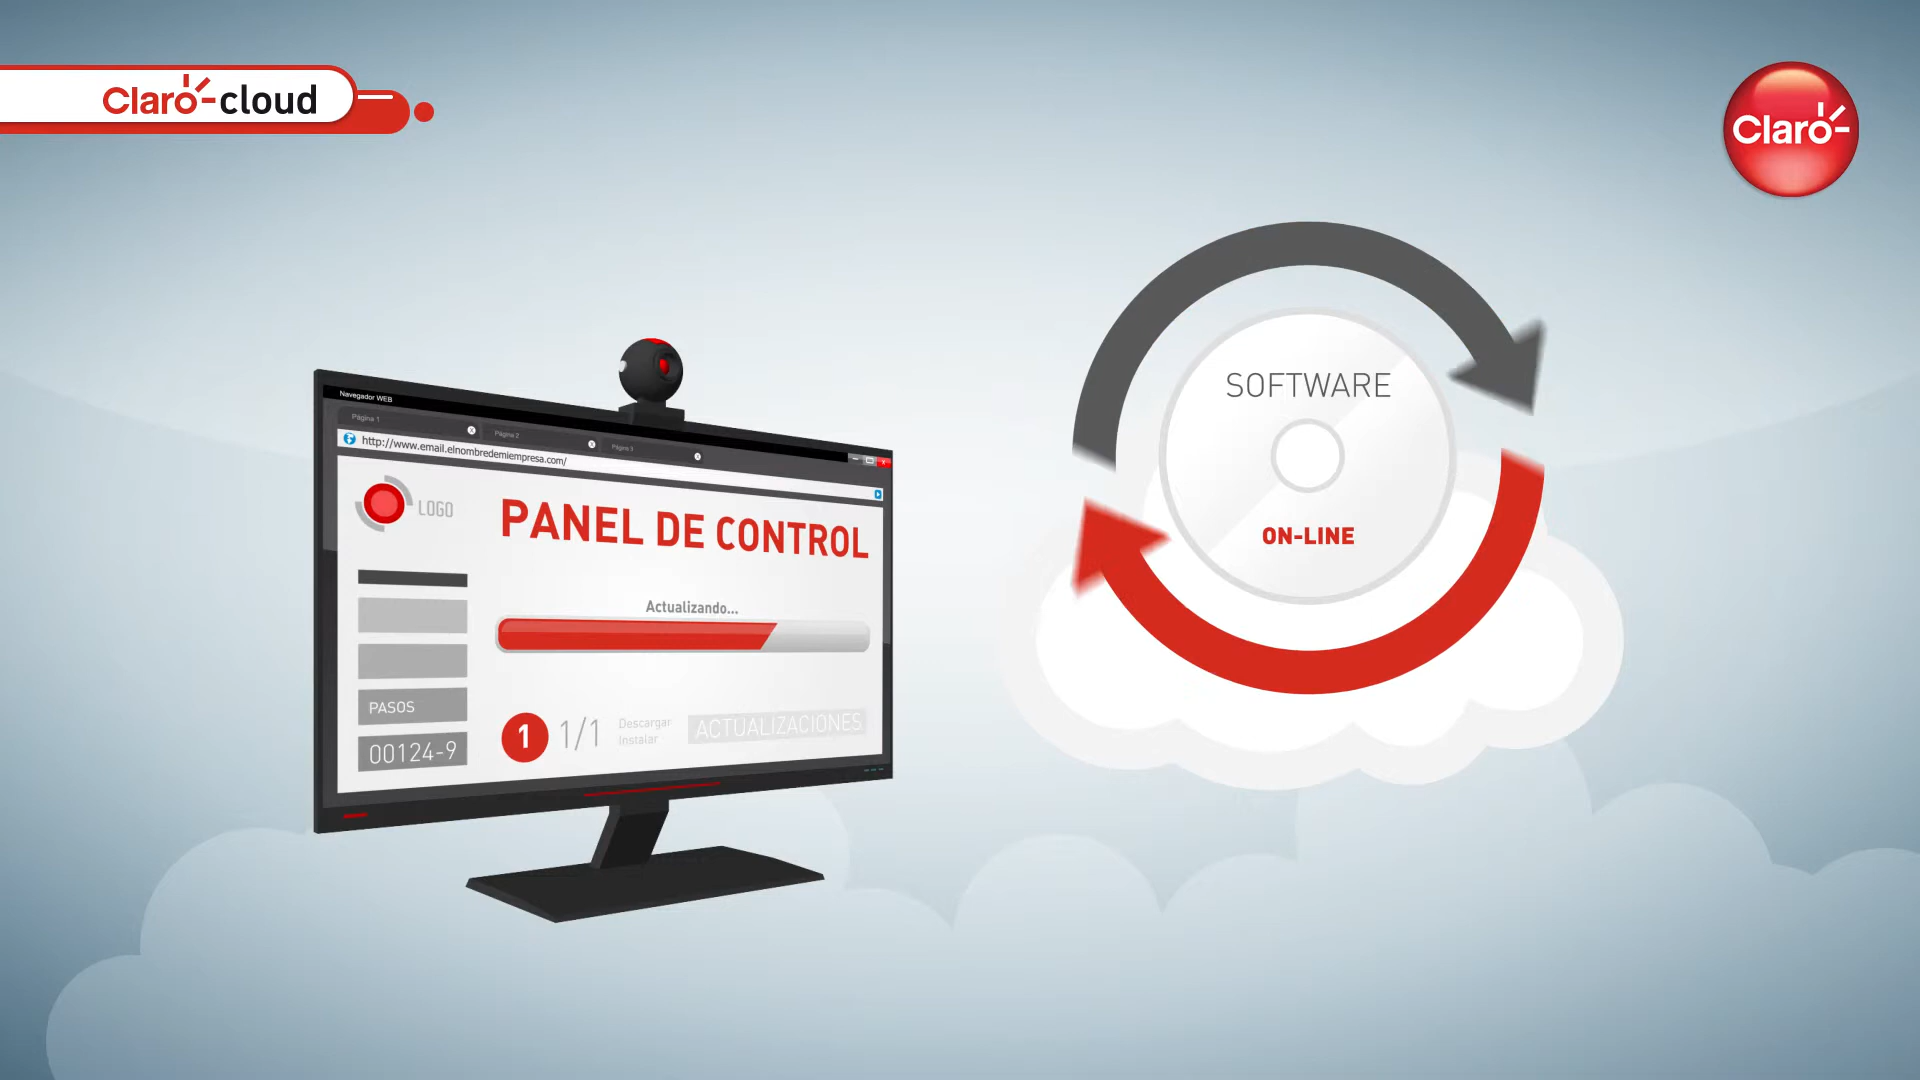 Claro-cloud
Claro-
Navegador WEB
Página 1
Página 2
Página 3
http://www.email.elnombredemiempresa.com/
LOGO
PANEL DE CONTROL
Actualizando...
PASOS
00124-9
1
1/1
Descargar
Instalar
ACTUALIZACIONES
SOFTWARE
ON-LINE